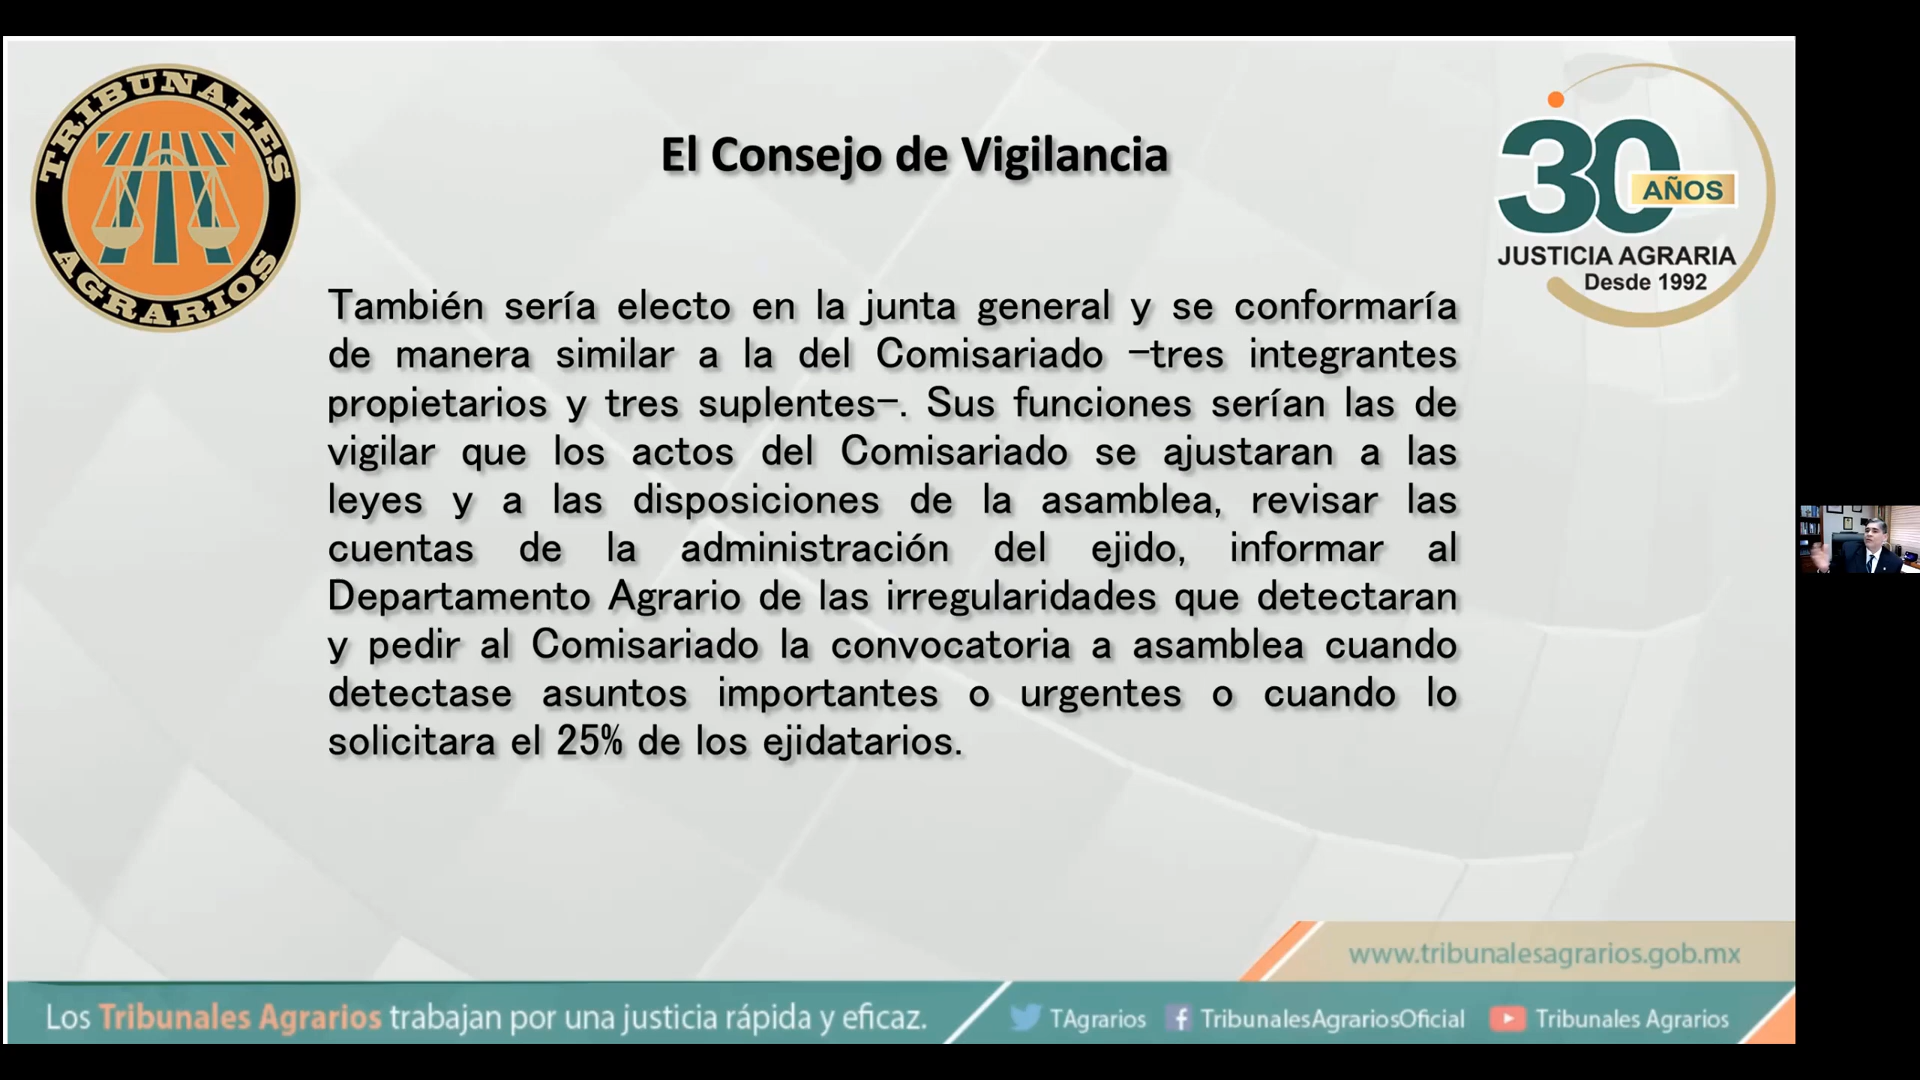 TRIBUNALES
AGRARIOS
El Consejo de Vigilancia
30
AÑOS
JUSTICIA AGRARIA
Desde 1992
También sería electo en la junta general y se conformaría
de manera similar a la del Comisariado –tres integrantes
propietarios y tres suplentes–. Sus funciones serían las de
vigilar que los actos del Comisariado se ajustaran a las
leyes y a las disposiciones de la asamblea, revisar las
cuentas de la administración del ejido, informar al
Departamento Agrario de las irregularidades que detectaran
y pedir al Comisariado la convocatoria a asamblea cuando
detectase asuntos importantes o urgentes o cuando lo
solicitara el 25% de los ejidatarios.
www.tribunalesagrarios.gob.mx
Los Tribunales Agrarios trabajan por una justicia rápida y eficaz.
TAgrarios
TribunalesAgrariosOficial
Tribunales Agrarios